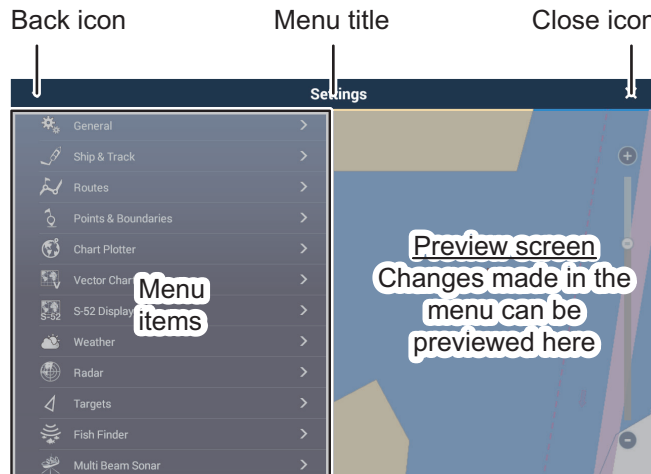 Back icon
Menu title
Close icon
Settings
General
Ship & Track
Routes
Points & Boundaries
Chart Plotter
Vector Char
S-52 S-52 Display
Weather
Radar
Targets
Fish Finder
Multi Beam Sonar
Menu
items
Preview screen
Changes made in the
menu can be
previewed here